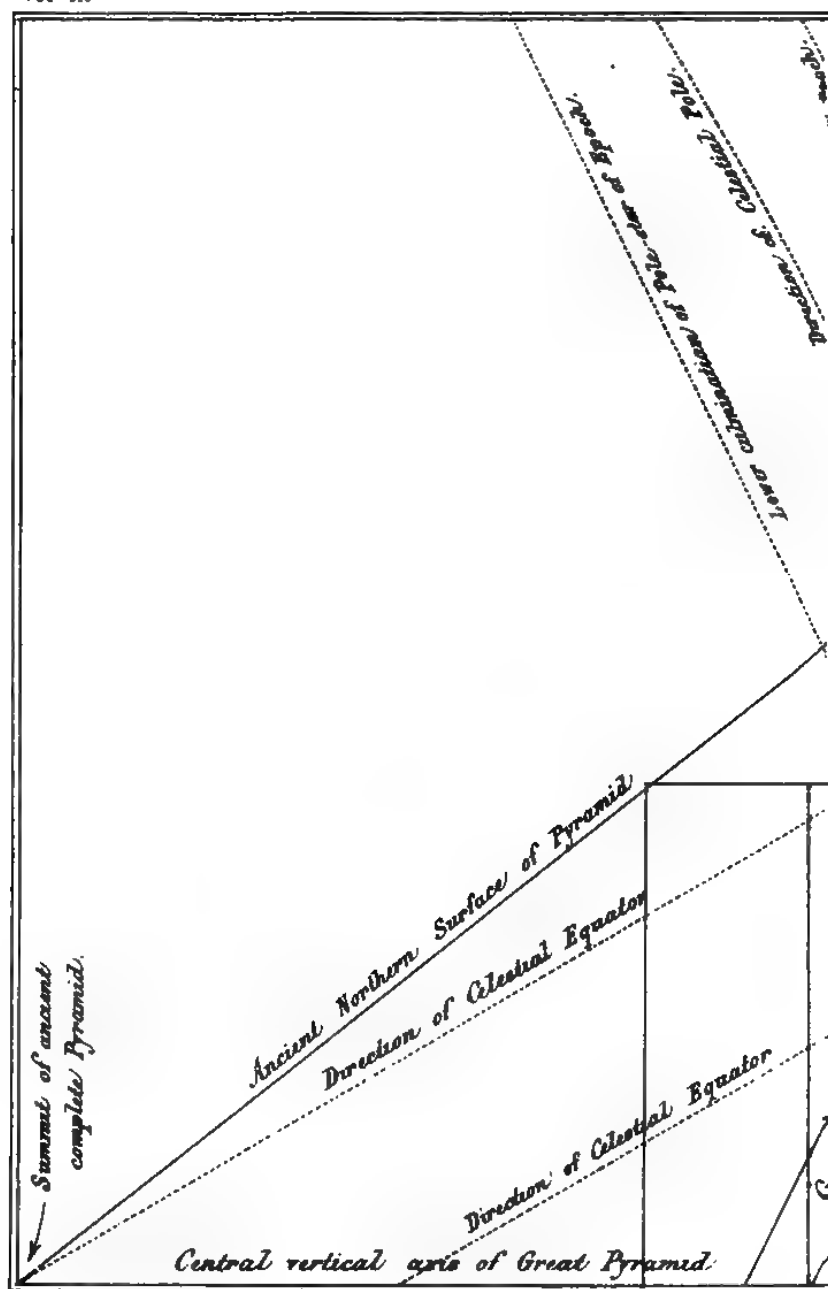 Lower culmination of Pole-star of Epoch.
Direction of Celestial Pole.
Epoch.
Ancient Northern Surface of Pyramid
Direction of Celestial Equator
Direction of Celestial Equator
Summit of ancient
complete Pyramid.
Central vertical axis of Great Pyramid